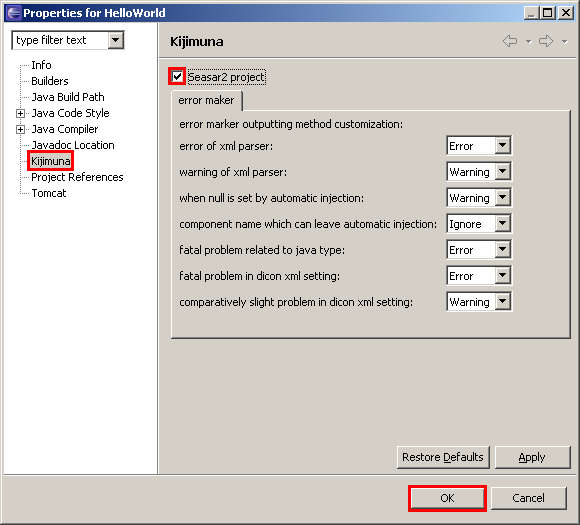 Properties for HelloWorld
type filter text
Info
Builders
Java Build Path
Java Code Style
Java Compiler
Javadoc Location
Kijimuna
Project References
Tomcat
Kijimuna
Seasar2 project
error maker
error marker outputting method customization:
error of xml parser: Error
warning of xml parser: Warning
when null is set by automatic injection: Warning
component name which can leave automatic injection: Ignore
fatal problem related to java type: Error
fatal problem in dicon xml setting: Error
comparatively slight problem in dicon xml setting: Warning
Restore Defaults Apply
OK Cancel